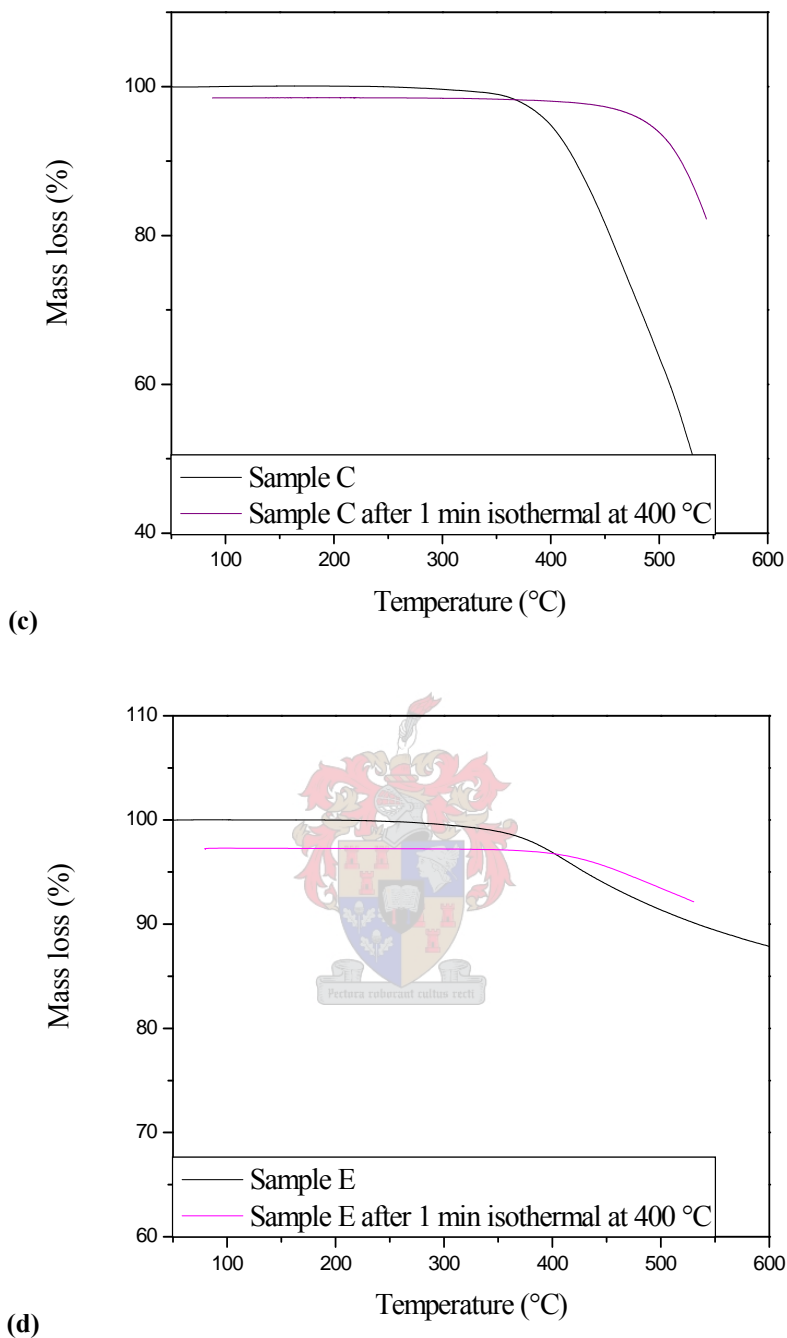 100
80
60
40
Mass loss (%)
Sample C
Sample C after 1 min isothermal at 400 °C
100 200 300 400 500 600
Temperature (°C)
(c)
110
100
90
80
70
60
Mass loss (%)
Pectura roborant cultus recti
Sample E
Sample E after 1 min isothermal at 400 °C
100 200 300 400 500 600
Temperature (°C)
(d)